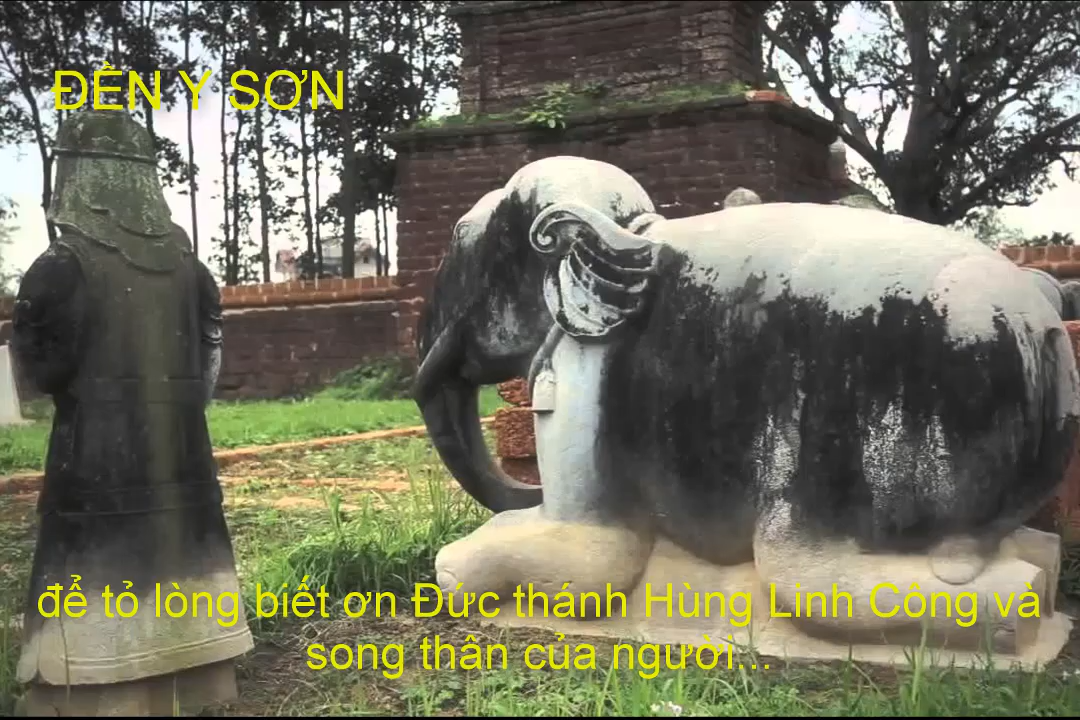 ĐỀN Y SƠN
để tỏ lòng biết ơn Đức thánh Hùng Linh Công và
song thân của người...